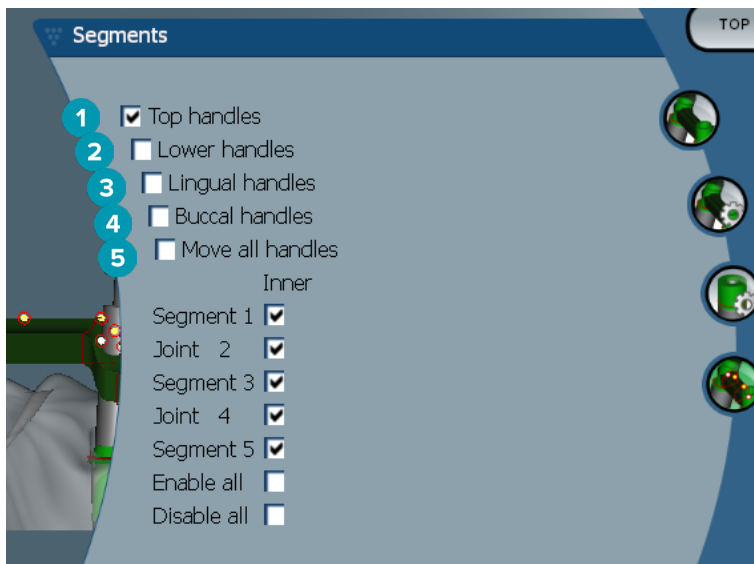 TOP
Segments
1 Top handles
2 Lower handles
3 Lingual handles
4 Buccal handles
5 Move all handles
Inner
Segment 1
Joint 2
Segment 3
Joint 4
Segment 5
Enable all
Disable all